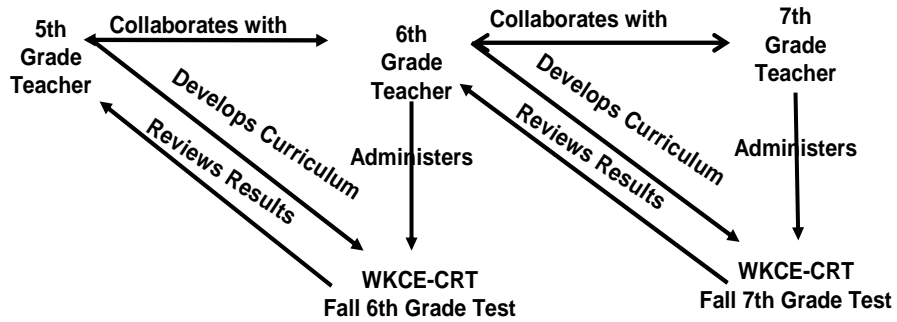 5th
Grade
Teacher
Collaborates with
6th
Grade
Teacher
Collaborates with
7th
Grade
Teacher
Develops Curriculum
Reviews Results
Administers
Develops Curriculum
Reviews Results
Administers
WKCE-CRT
Fall 6th Grade Test
WKCE-CRT
Fall 7th Grade Test